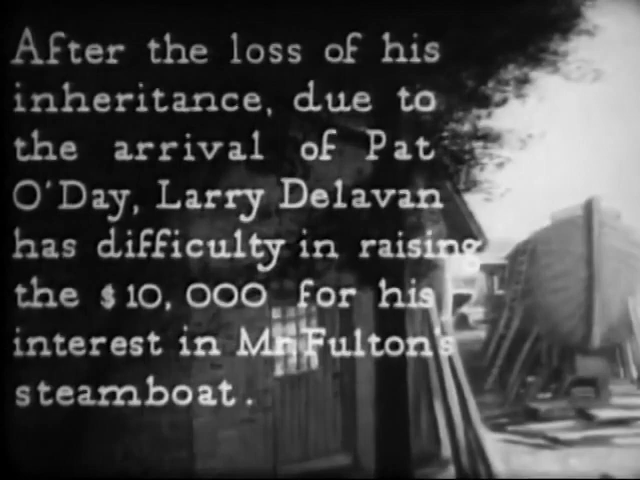 After the loss of his
inheritance, due to
the arrival of Pat
O'Day, Larry Delavan
has difficulty in raising
the $10,000 for his
interest in Mr. Fulton's
steamboat.